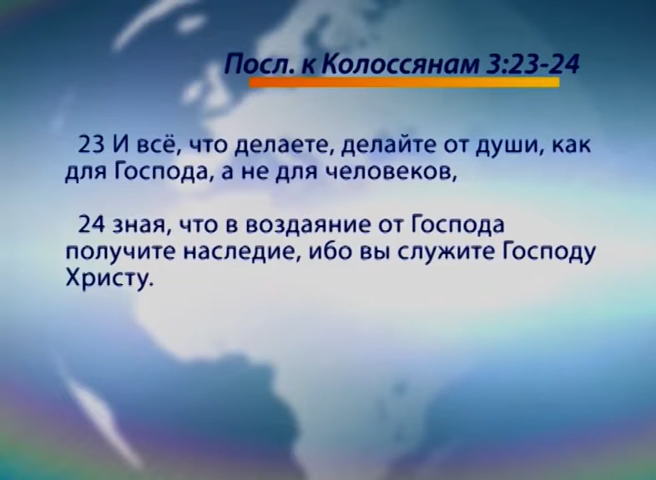 Посл. к Колоссянам 3:23-24
23 И всё, что делаете, делайте от души, как
для Господа, а не для человеков,
24 зная, что в воздаяние от Господа
получите наследие, ибо вы служите Господу
Христу.